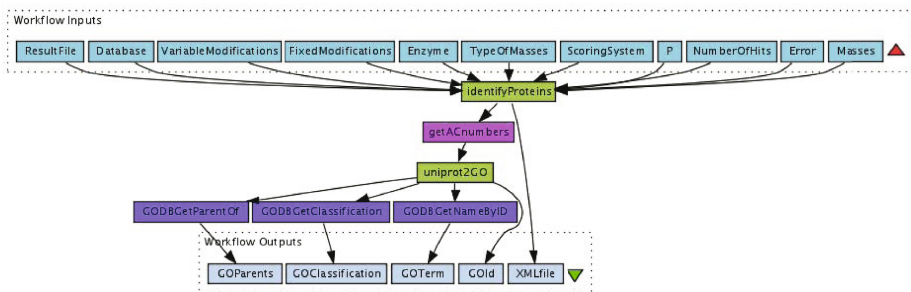 Workflow Inputs
ResultFile Database VariableModifications FixedModifications Enzyme TypeOfMasses ScoringSystem P NumberOfHits Error Masses
identifyProteins
getACnumbers
uniprot2GO
GODBGetParentOf GODBGetClassification GODBGetNameByID
Workflow Outputs
GOParents GOClassification GOTerm GOId XMLfile